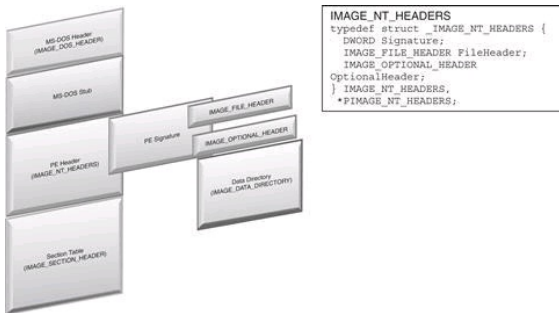 MS-DOS Header
(IMAGE_DOS_HEADER)
MS-DOS Stub
PE Header
(IMAGE_NT_HEADERS)
Section Table
(IMAGE_SECTION_HEADER)
PE Signature
IMAGE_FILE_HEADER
IMAGE_OPTIONAL_HEADER
Data Directory
(IMAGE_DATA_DIRECTORY)
IMAGE_NT_HEADERS
typedef struct _IMAGE_NT_HEADERS {
DWORD Signature;
IMAGE_FILE_HEADER FileHeader;
IMAGE_OPTIONAL_HEADER
OptionalHeader;
} IMAGE_NT_HEADERS,
*PIMAGE_NT_HEADERS;